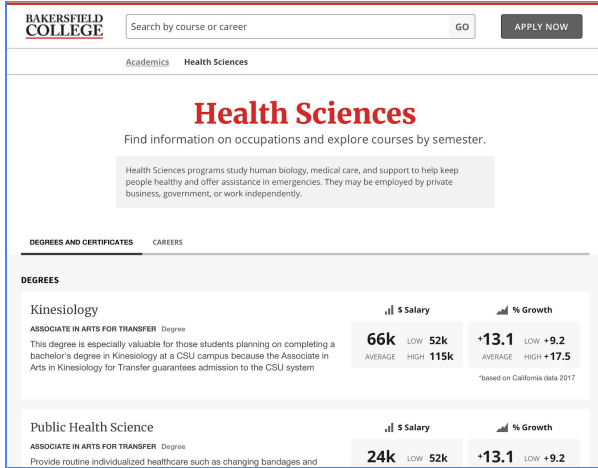 BAKERSFIELD
COLLEGE
Search by course or career
GO
APPLY NOW
Academics Health Sciences
Health Sciences
Find information on occupations and explore courses by semester.
Health Sciences programs study human biology, medical care, and support to help keep
people healthy and offer assistance in emergencies. They may be employed by private
business, government, or work independently.
DEGREES AND CERTIFICATES CAREERS
DEGREES
Kinesiology
ASSOCIATE IN ARTS FOR TRANSFER Degree
This degree is especially valuable for those students planning on completing a
bachelor's degree in Kinesiology at a CSU campus because the Associate in
Arts in Kinesiology for Transfer guarantees admission to the CSU system
$ Salary
66k LOW 52k
AVERAGE HIGH 115k
% Growth
+13.1 LOW +9.2
AVERAGE HIGH +17.5
*based on California data 2017
Public Health Science
ASSOCIATE IN ARTS FOR TRANSFER Degree
Provide routine individualized healthcare such as changing bandages and
$ Salary
24k LOW 52k
% Growth
+13.1 LOW +9.2